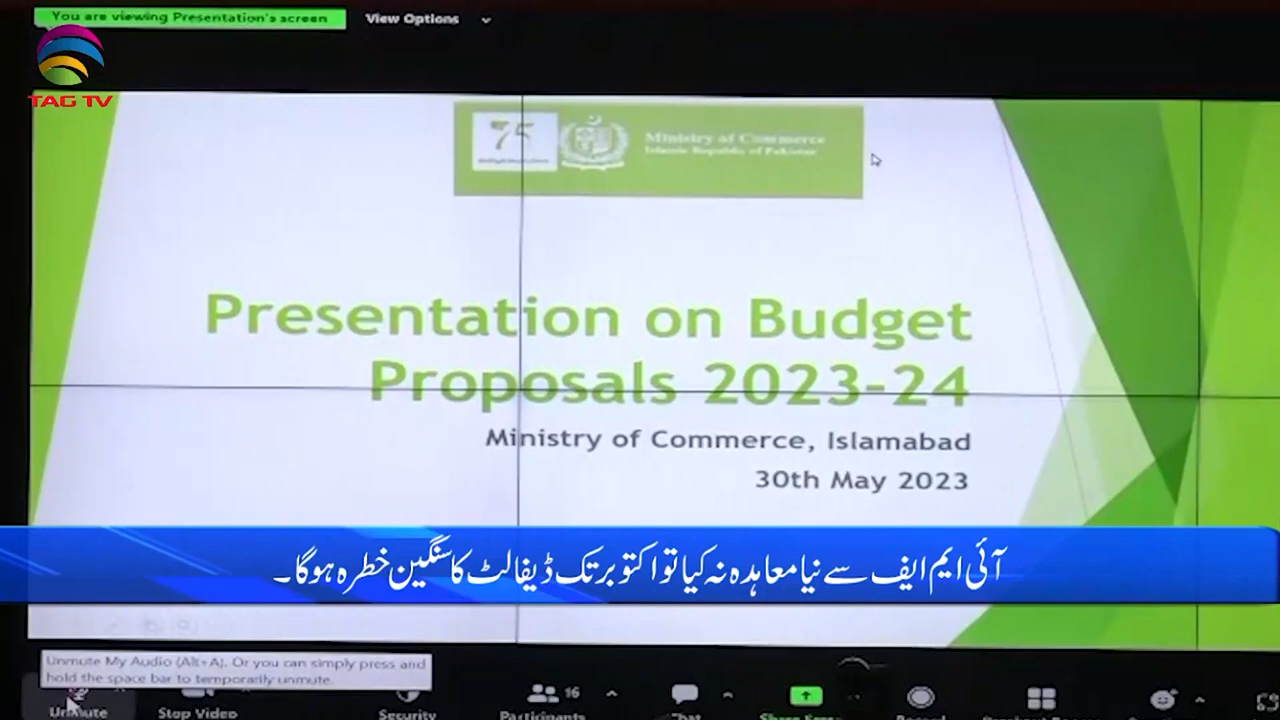 You are viewing Presentation's screen
View Options
TAG TV
75
Ministry of Commerce
Islamic Republic of Pakistan
Presentation on Budget
Proposals 2023-24
Ministry of Commerce, Islamabad
30th May 2023
آئی ایم ایف سے نیا معاہدہ نہ کیا تو اکتوبر تک ڈیفالٹ کا سنگین خطرہ ہوگا۔
Unmute My Audio (Alt+A). Or you can simply press and
hold the space bar to temporarily unmute.
16
Unmute
Stop Video
Security
Participants
Chat
Record